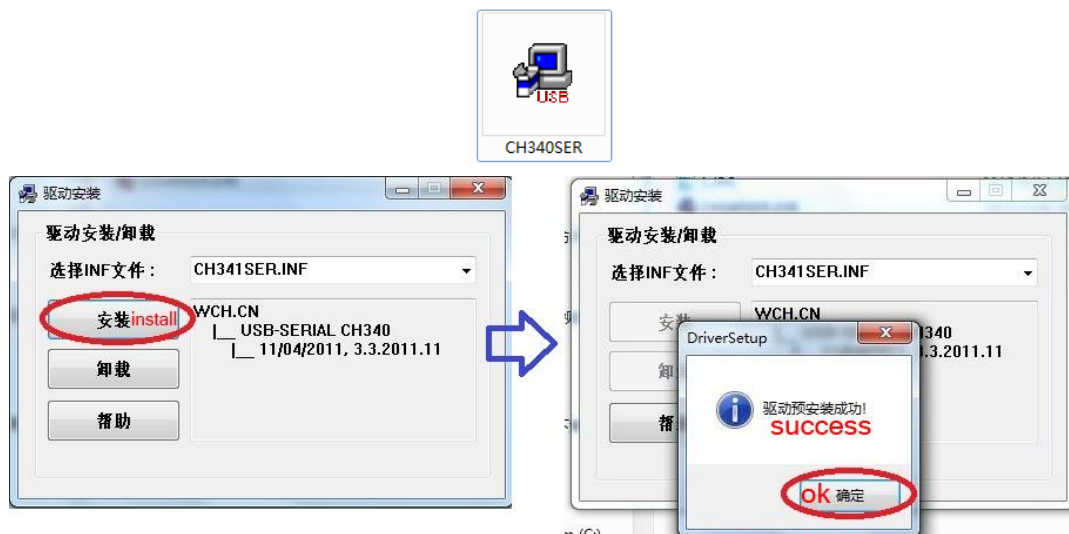 USB
CH340SER
驱动安装
驱动安装/卸载
选择INF文件：
CH341SER.INF
安装install
卸载
帮助
WCH.CN
|__ USB-SERIAL CH340
|__ 11/04/2011, 3.3.2011.11
驱动安装
驱动安装/卸载
选择INF文件：
CH341SER.INF
WCH.CN
340
.3.2011.11
安
卸
帮
DriverSetup
驱动预安装成功!
success
ok 确定
(C:)